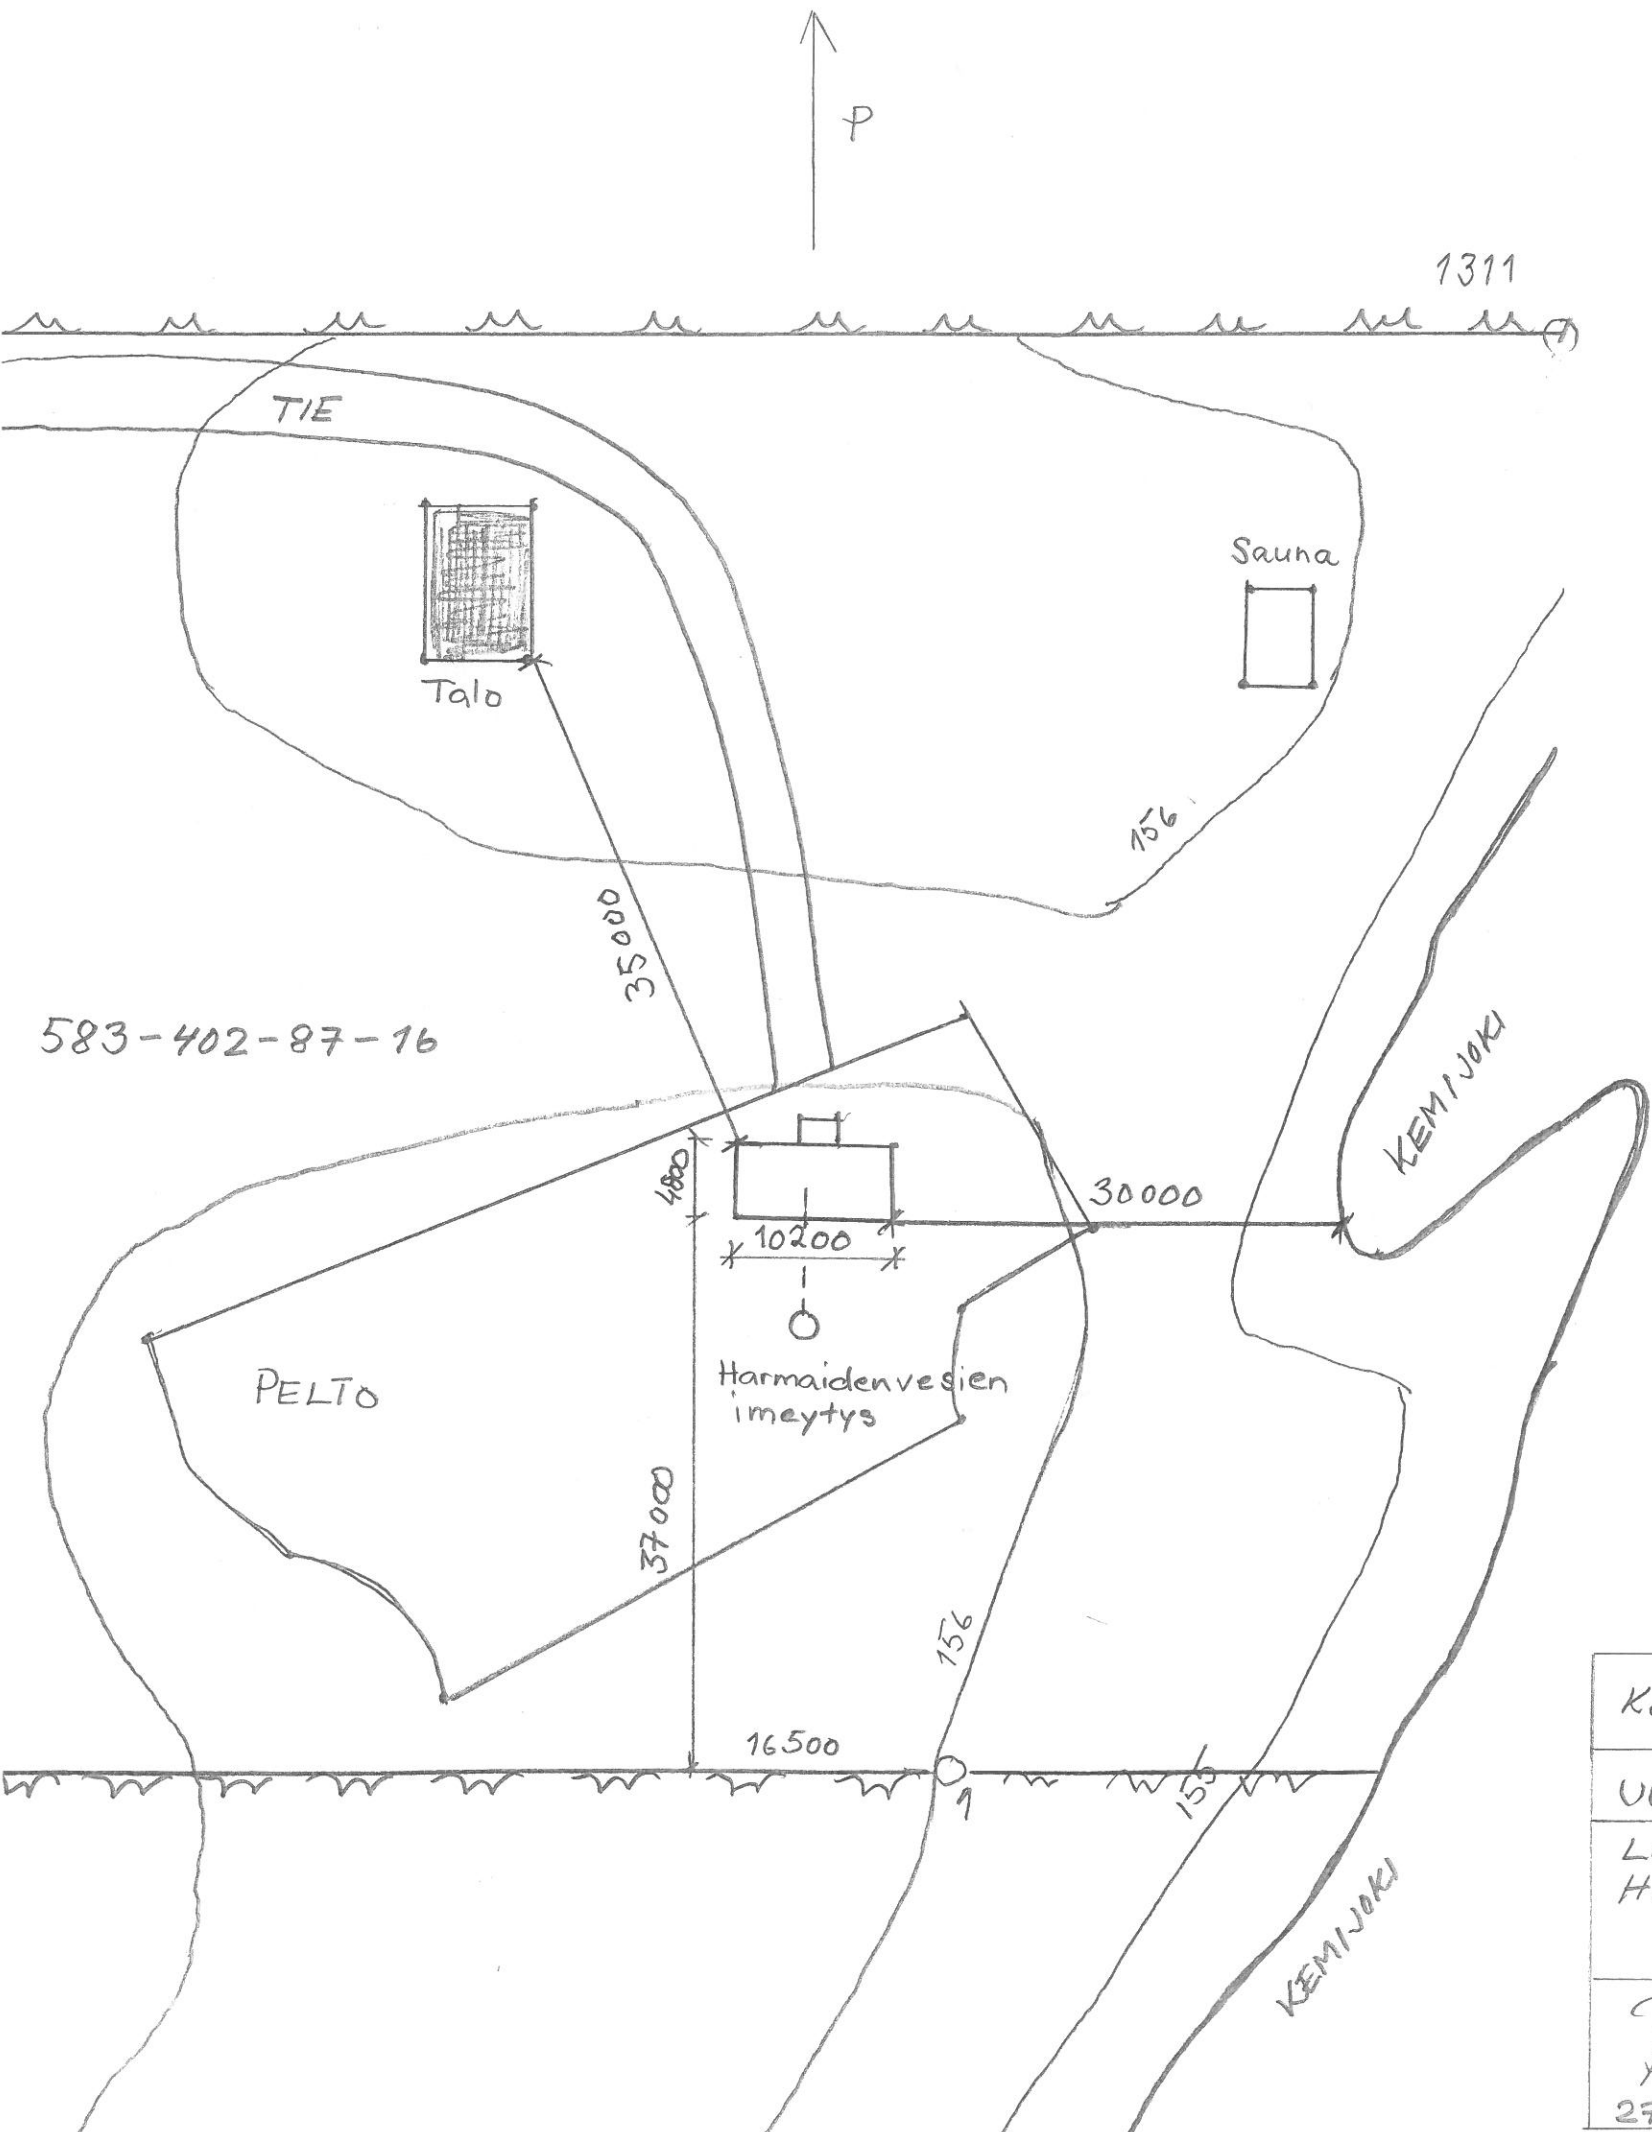 P
1311
TIE
Sauna
Talo
156
35000
583-402-87-16
KEMIJOKI
4800
30000
10200
PELTO
Harmaidenvesien
imeytys
37000
156
16500
1
155
KEMIJOKI
H
27